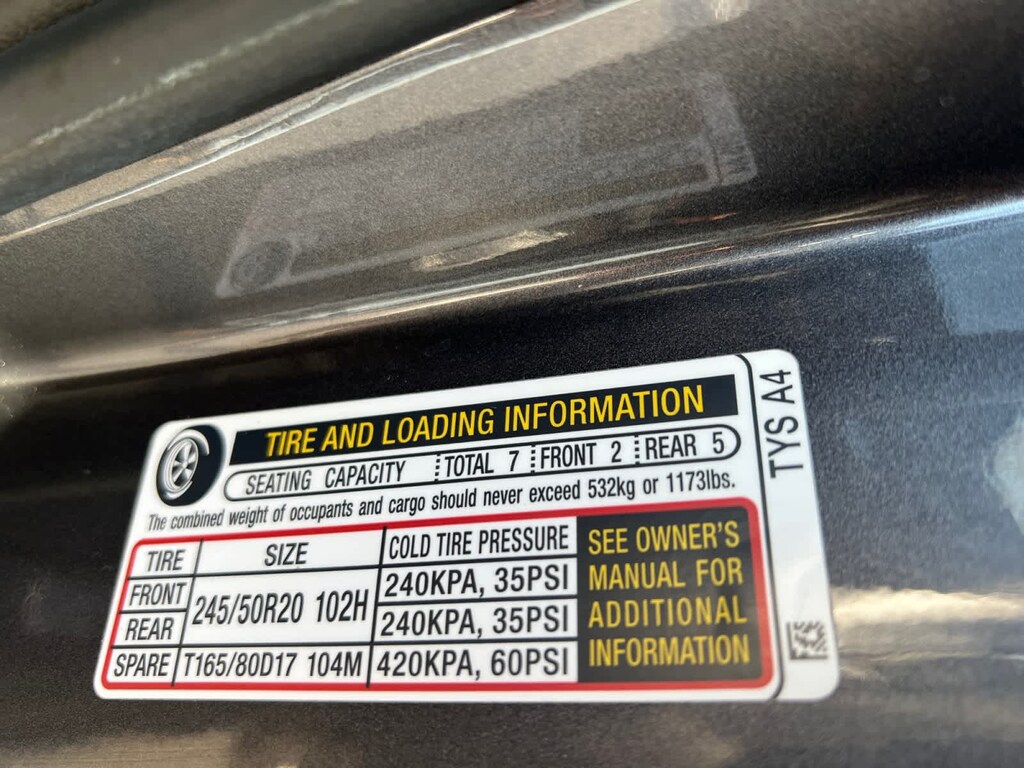 TIRE AND LOADING INFORMATION
SEATING CAPACITY TOTAL 7 FRONT 2 REAR 5
The combined weight of occupants and cargo should never exceed 532kg or 1173lbs.
TIRE SIZE COLD TIRE PRESSURE
FRONT 245/50R20 102H 240KPA, 35PSI
REAR 240KPA, 35PSI
SPARE T165/80D17 104M 420KPA, 60PSI
SEE OWNER'S
MANUAL FOR
ADDITIONAL
INFORMATION
TYS A4